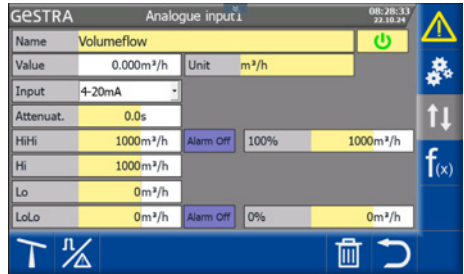 GESTRA Analogue input1 08:28:33
22.10.24
Name Volumeflow
Value 0.000m³/h Unit m³/h
Input 4-20mA
Attenuat. 0.0s
HiHi 1000m³/h Alarm Off 100% 1000m³/h
Hi 1000m³/h
Lo 0m³/h
LoLo 0m³/h Alarm Off 0% 0m³/h
f(x)